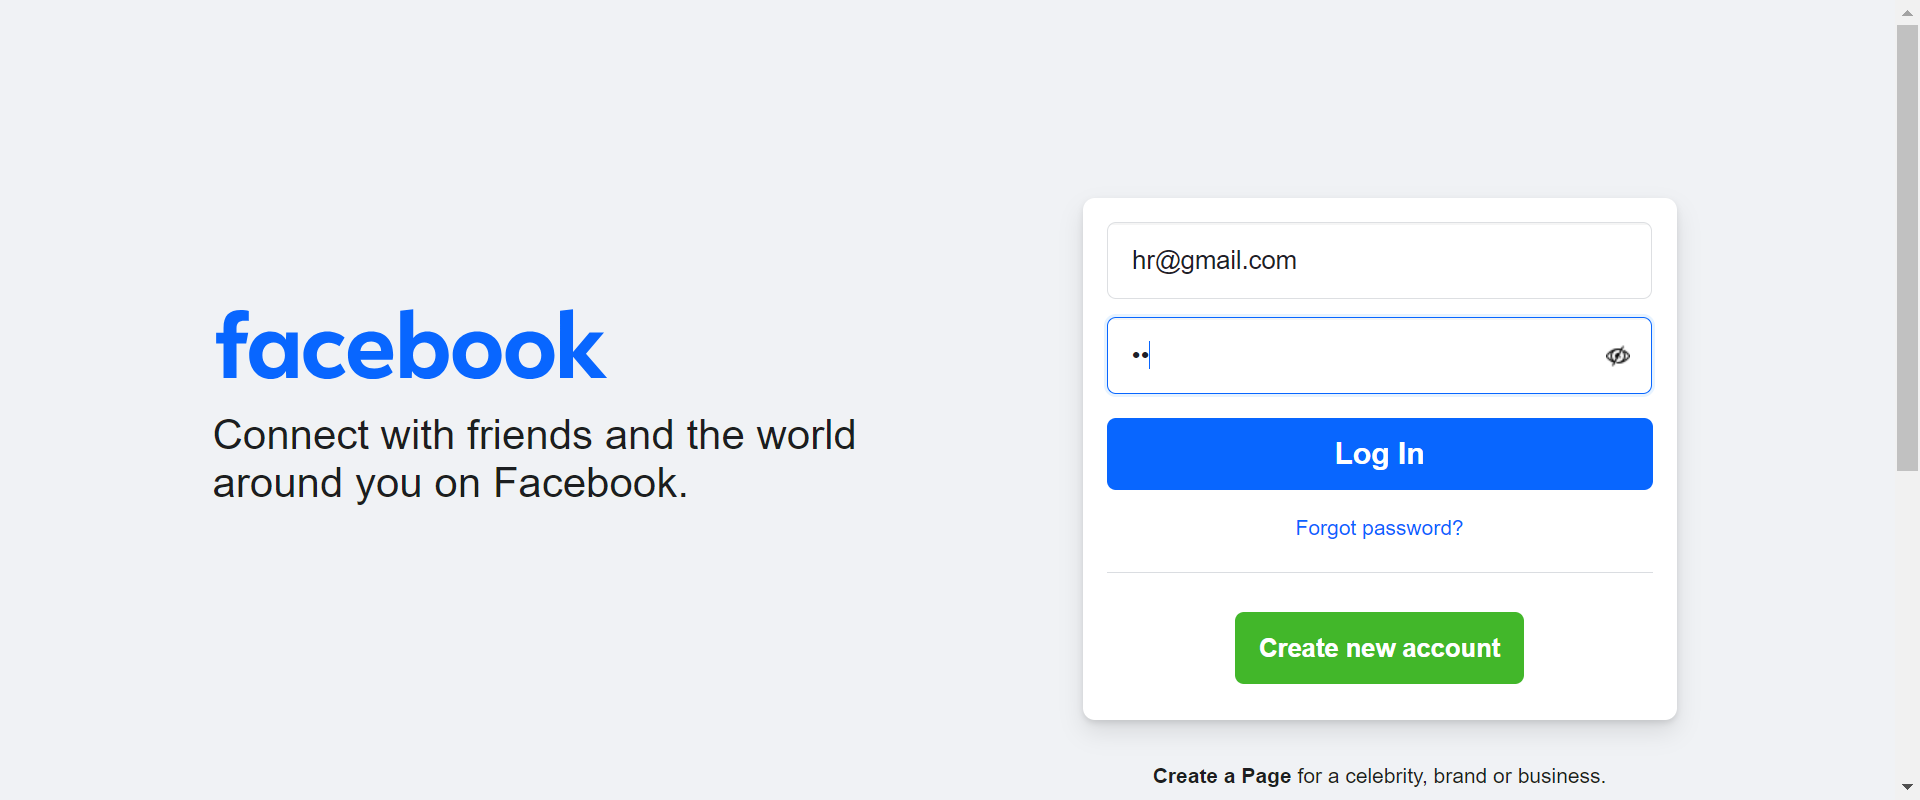 facebook
Connect with friends and the world
around you on Facebook.
hr@gmail.com
••
Log In
Forgot password?
Create new account
Create a Page for a celebrity, brand or business.